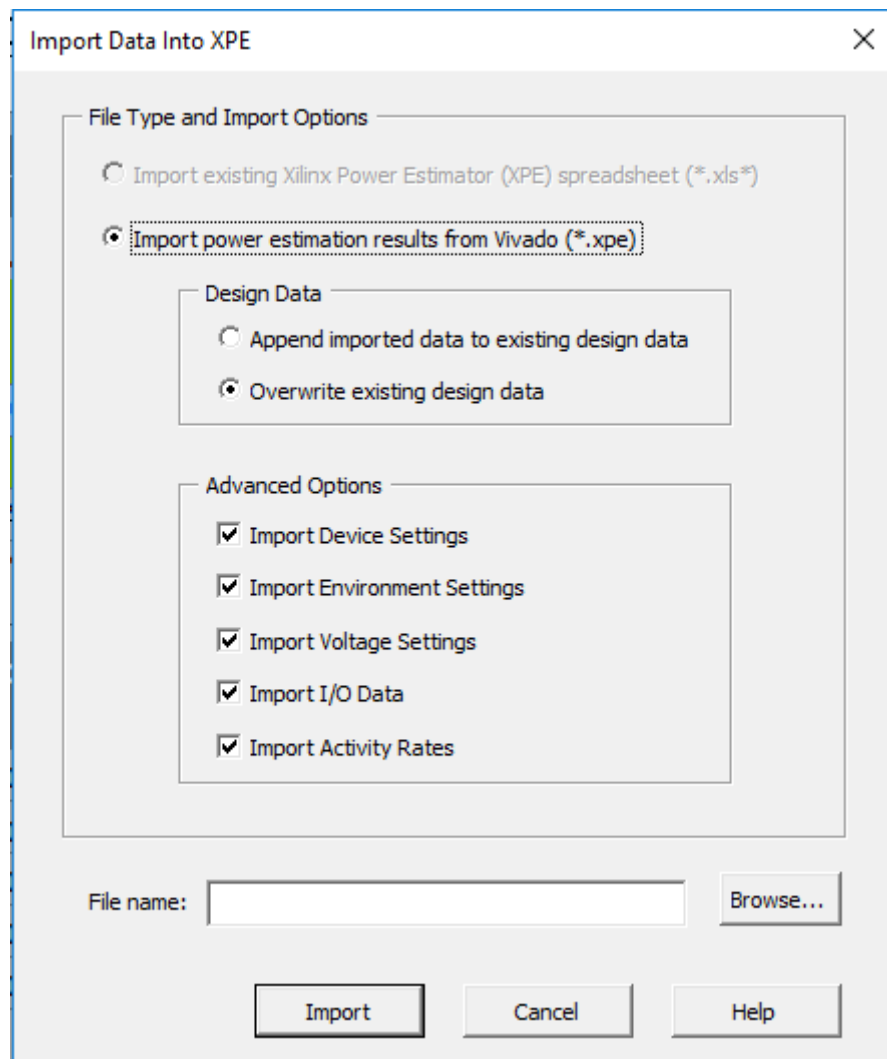 Import Data Into XPE
File Type and Import Options
Import existing Xilinx Power Estimator (XPE) spreadsheet (*.xls*)
Import power estimation results from Vivado (*.xpe)
Design Data
Append imported data to existing design data
Overwrite existing design data
Advanced Options
Import Device Settings
Import Environment Settings
Import Voltage Settings
Import I/O Data
Import Activity Rates
File name:
Browse...
Import
Cancel
Help